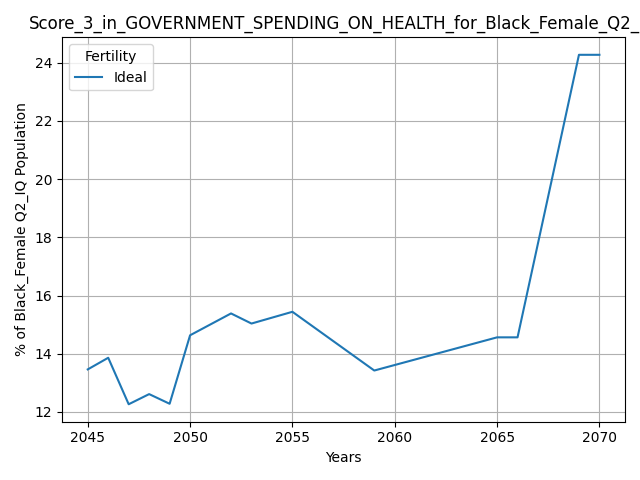 Score_3_in_GOVERNMENT_SPENDING_ON_HEALTH_for_Black_Female_Q2_
Fertility
Ideal
% of Black_Female Q2_IQ Population
24
22
20
18
16
14
12
2045 2050 2055 2060 2065 2070
Years